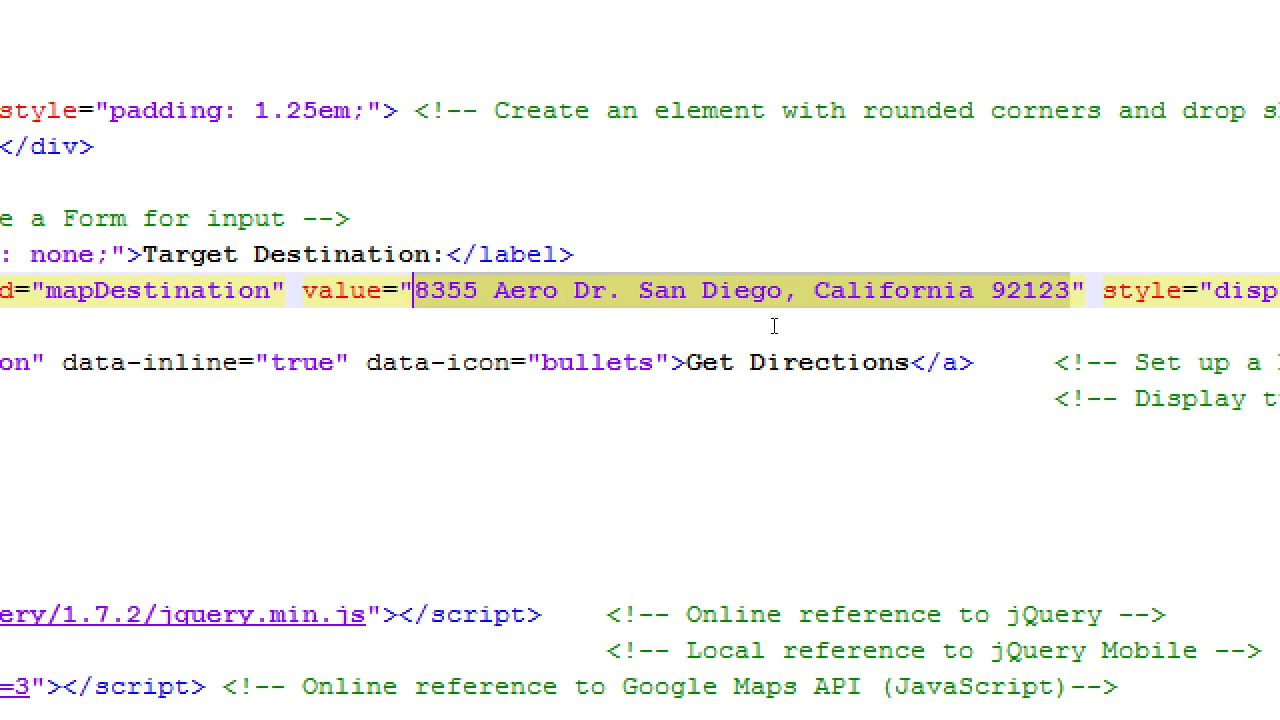 style="padding: 1.25em;"> <!-- Create an element with rounded corners and drop
</div>
e a Form for input -->
: none;">Target Destination:</label>
d="mapDestination" value="8355 Aero Dr. San Diego, California 92123" style="disp
on" data-inline="true" data-icon="bullets">Get Directions</a> <!-- Set up a
<!-- Display
ery/1.7.2/jquery.min.js"></script> <!-- Online reference to jQuery -->
<!-- Local reference to jQuery Mobile -->
=3"></script> <!-- Online reference to Google Maps API (JavaScript)-->